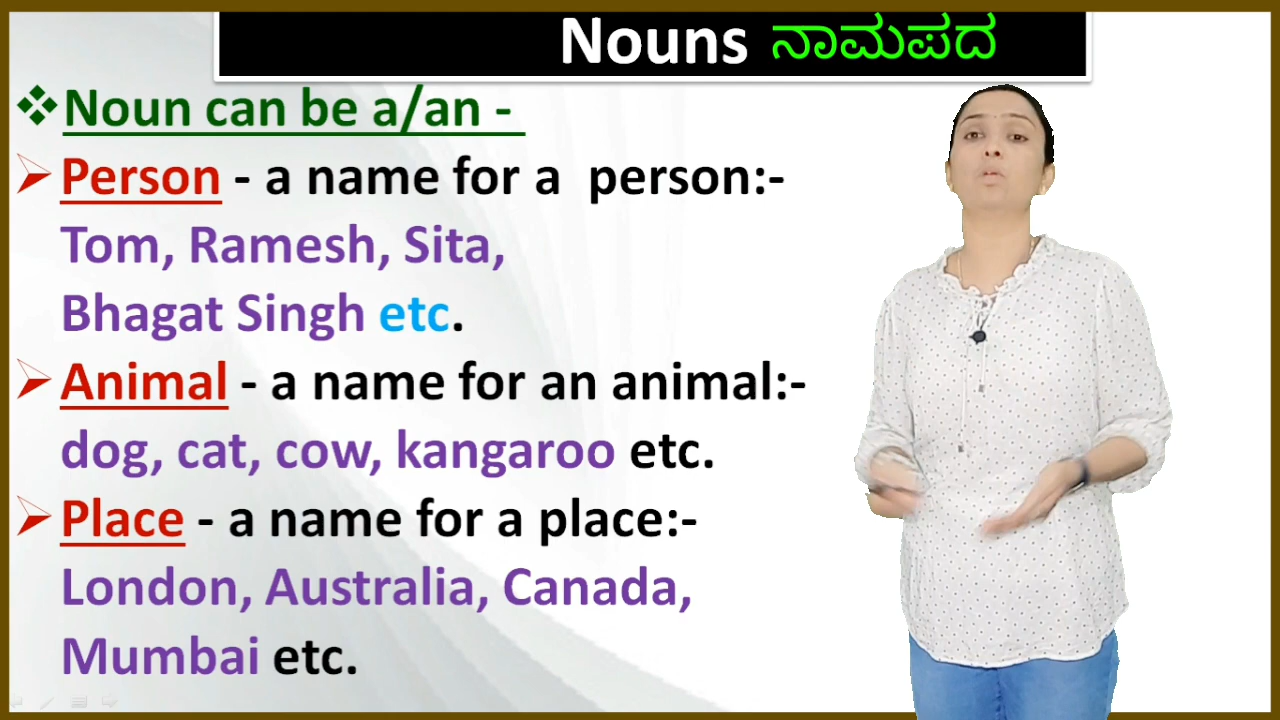 Nouns ನಾಮಪದ
Noun can be a/an -
Person - a name for a person:-
Tom, Ramesh, Sita,
Bhagat Singh etc.
Animal - a name for an animal:-
dog, cat, cow, kangaroo etc.
Place - a name for a place:-
London, Australia, Canada,
Mumbai etc.